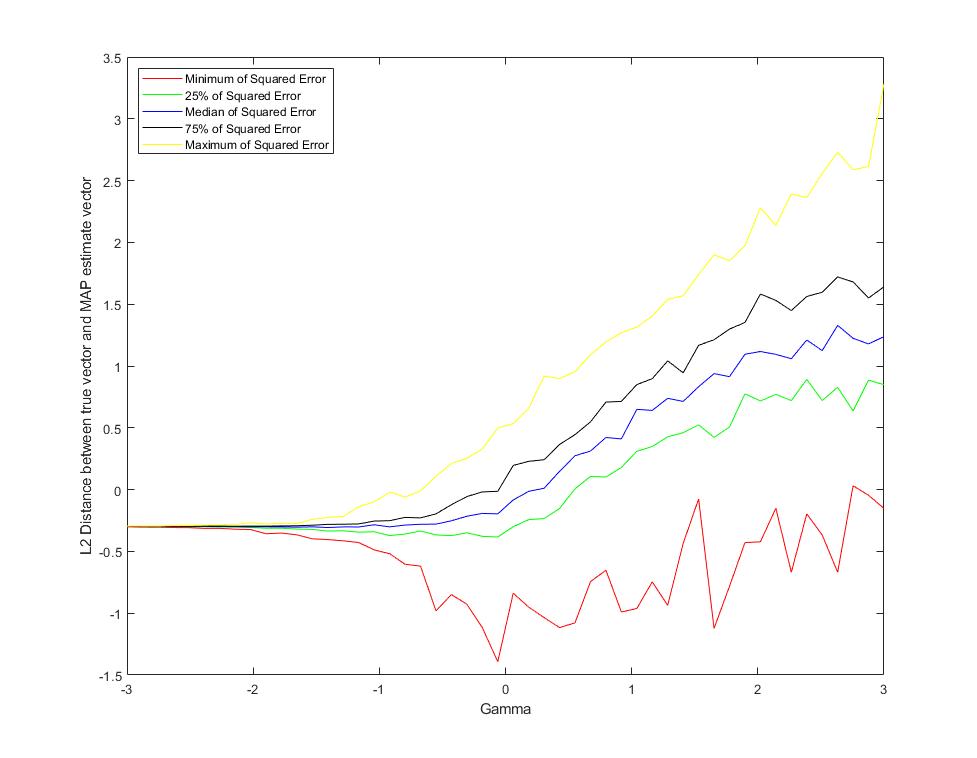 3.5
3
2.5
2
1.5
1
0.5
0
-0.5
-1
-1.5
L2 Distance between true vector and MAP estimate vector
Minimum of Squared Error
25% of Squared Error
Median of Squared Error
75% of Squared Error
Maximum of Squared Error
-3 -2 -1 0 1 2 3
Gamma